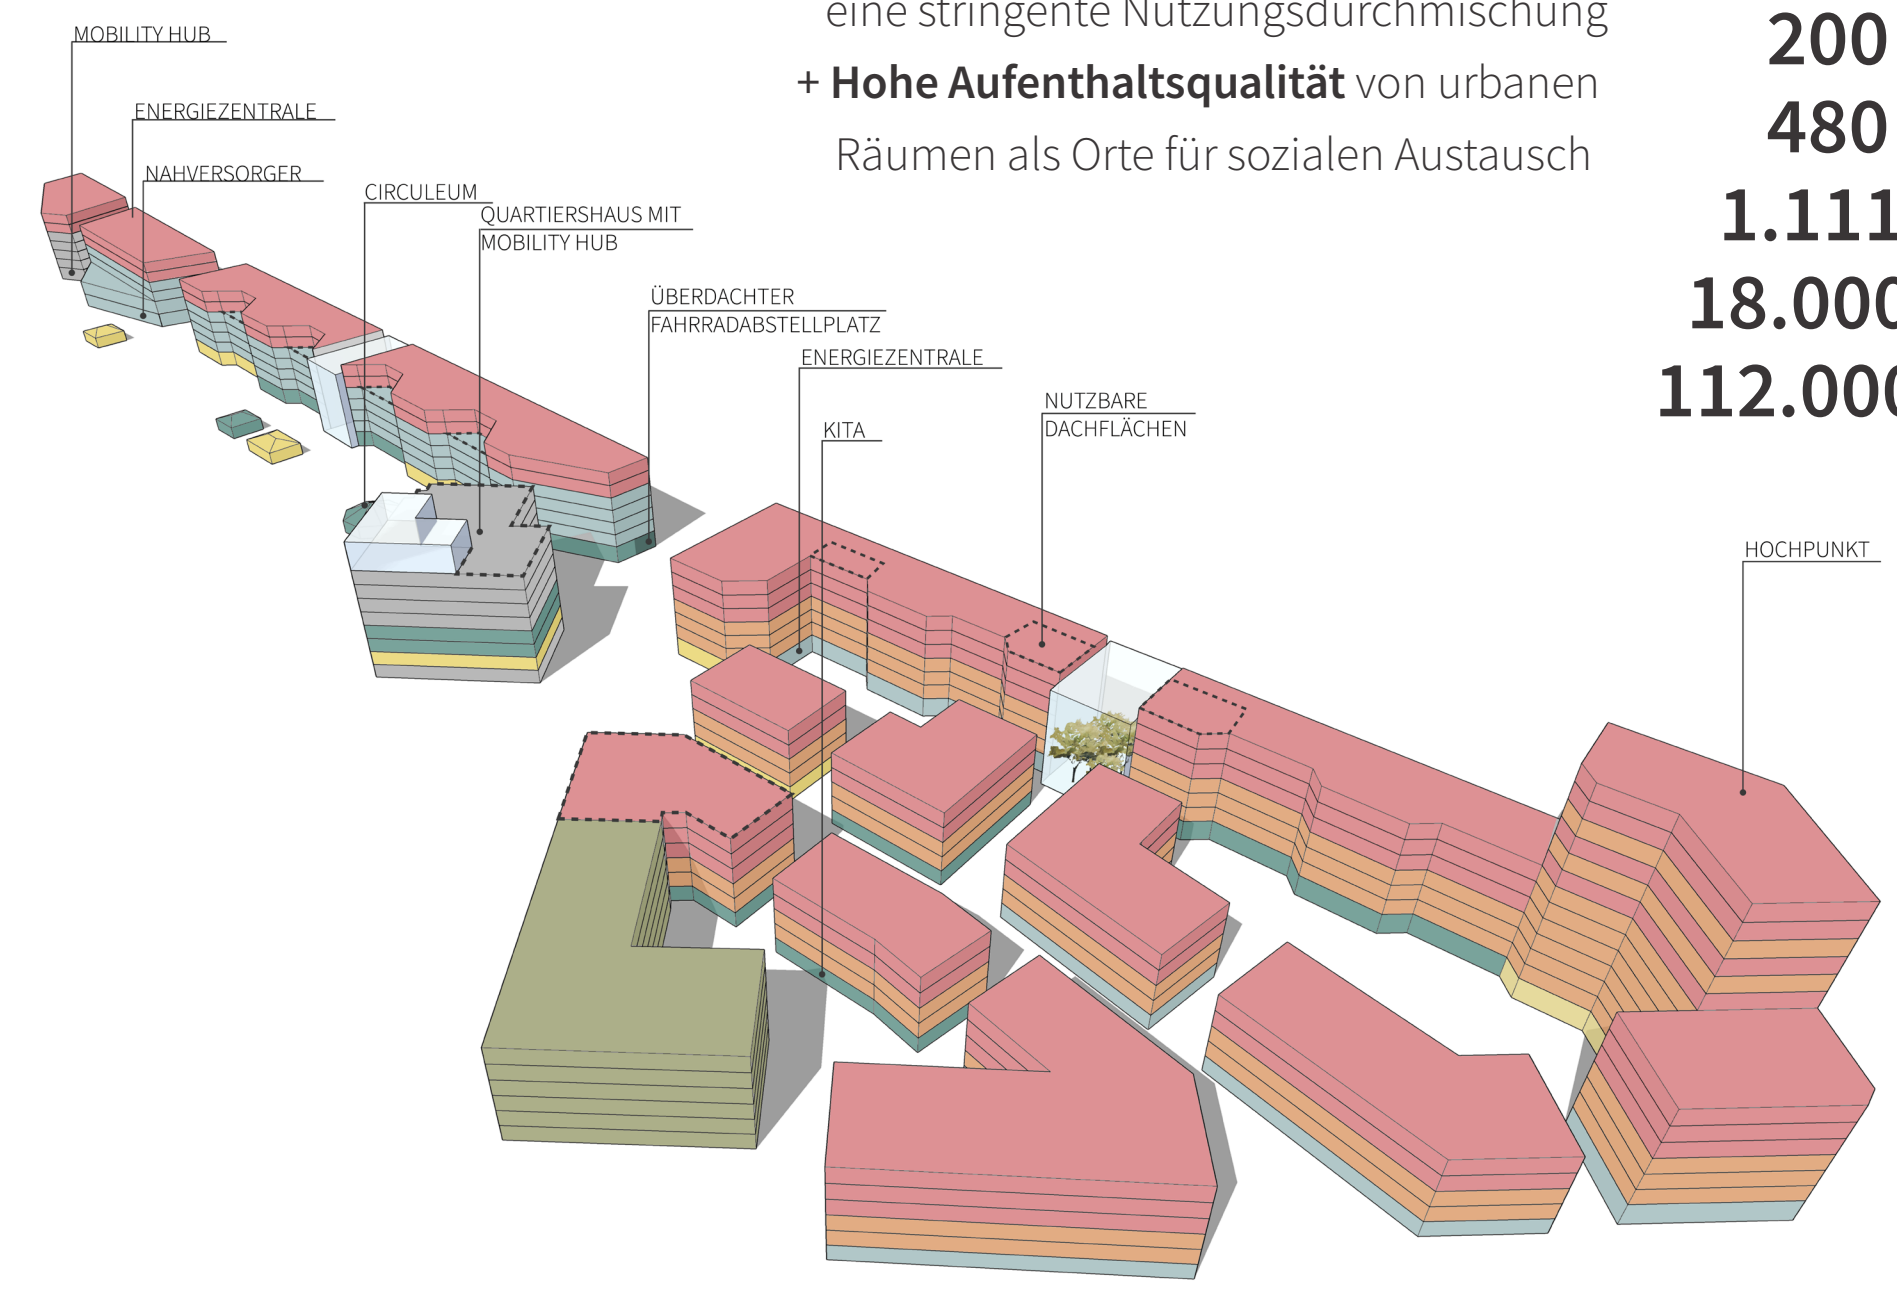 eine stringente Nutzungsdurchmischung
+ Hohe Aufenthaltsqualität von urbanen
Räumen als Orte für sozialen Austausch
200
480
1.111
18.000
112.000
MOBILITY HUB
ENERGIEZENTRALE
NAHVERSORGER
CIRCULEUM
QUARTIERSHAUS MIT
MOBILITY HUB
ÜBERDACHTER
FAHRRADABSTELLPLATZ
ENERGIEZENTRALE
KITA
NUTZBARE
DACHFLÄCHEN
HOCHPUNKT